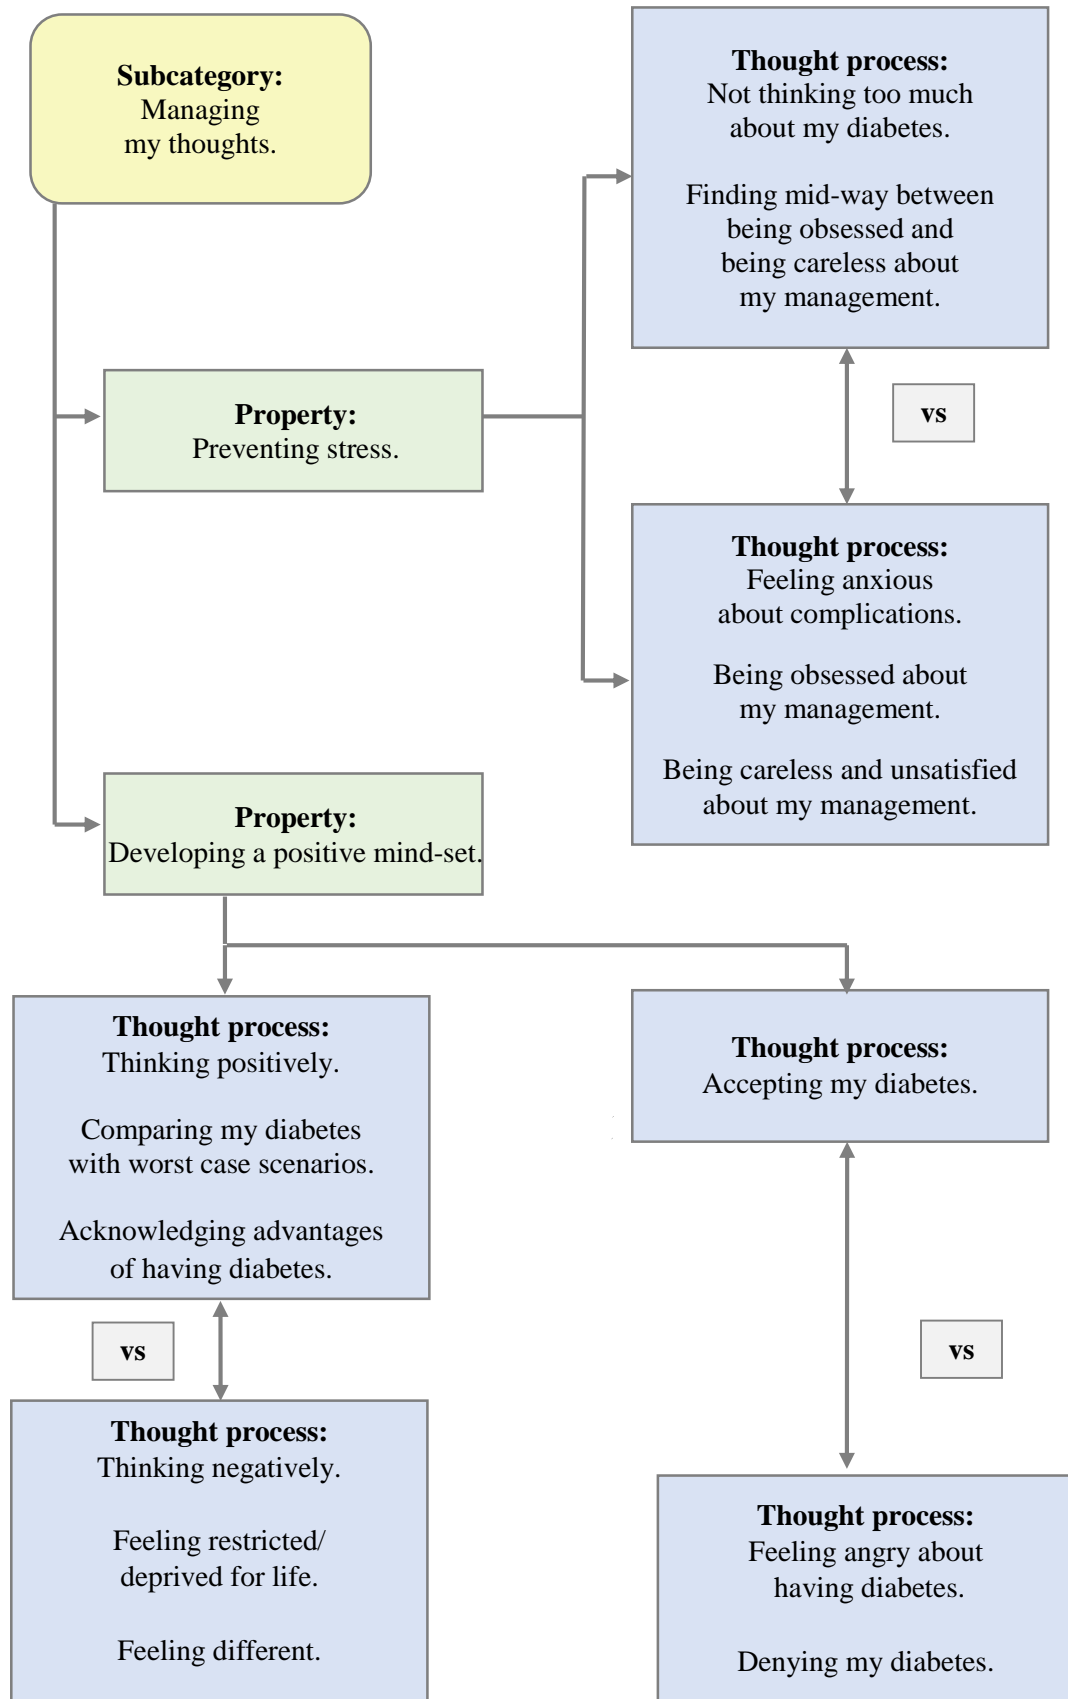 Subcategory:
Managing
my thoughts.
Thought process:
Not thinking too much
about my diabetes.
Finding mid-way between
being obsessed and
being careless about
my management.
vs
Property:
Preventing stress.
Thought process:
Feeling anxious
about complications.
Being obsessed about
my management.
Being careless and unsatisfied
about my management.
Property:
Developing a positive mind-set.
Thought process:
Thinking positively.
Comparing my diabetes
with worst case scenarios.
Acknowledging advantages
of having diabetes.
Thought process:
Accepting my diabetes.
vs
vs
Thought process:
Thinking negatively.
Feeling restricted/
deprived for life.
Feeling different.
Thought process:
Feeling angry about
having diabetes.
Denying my diabetes.